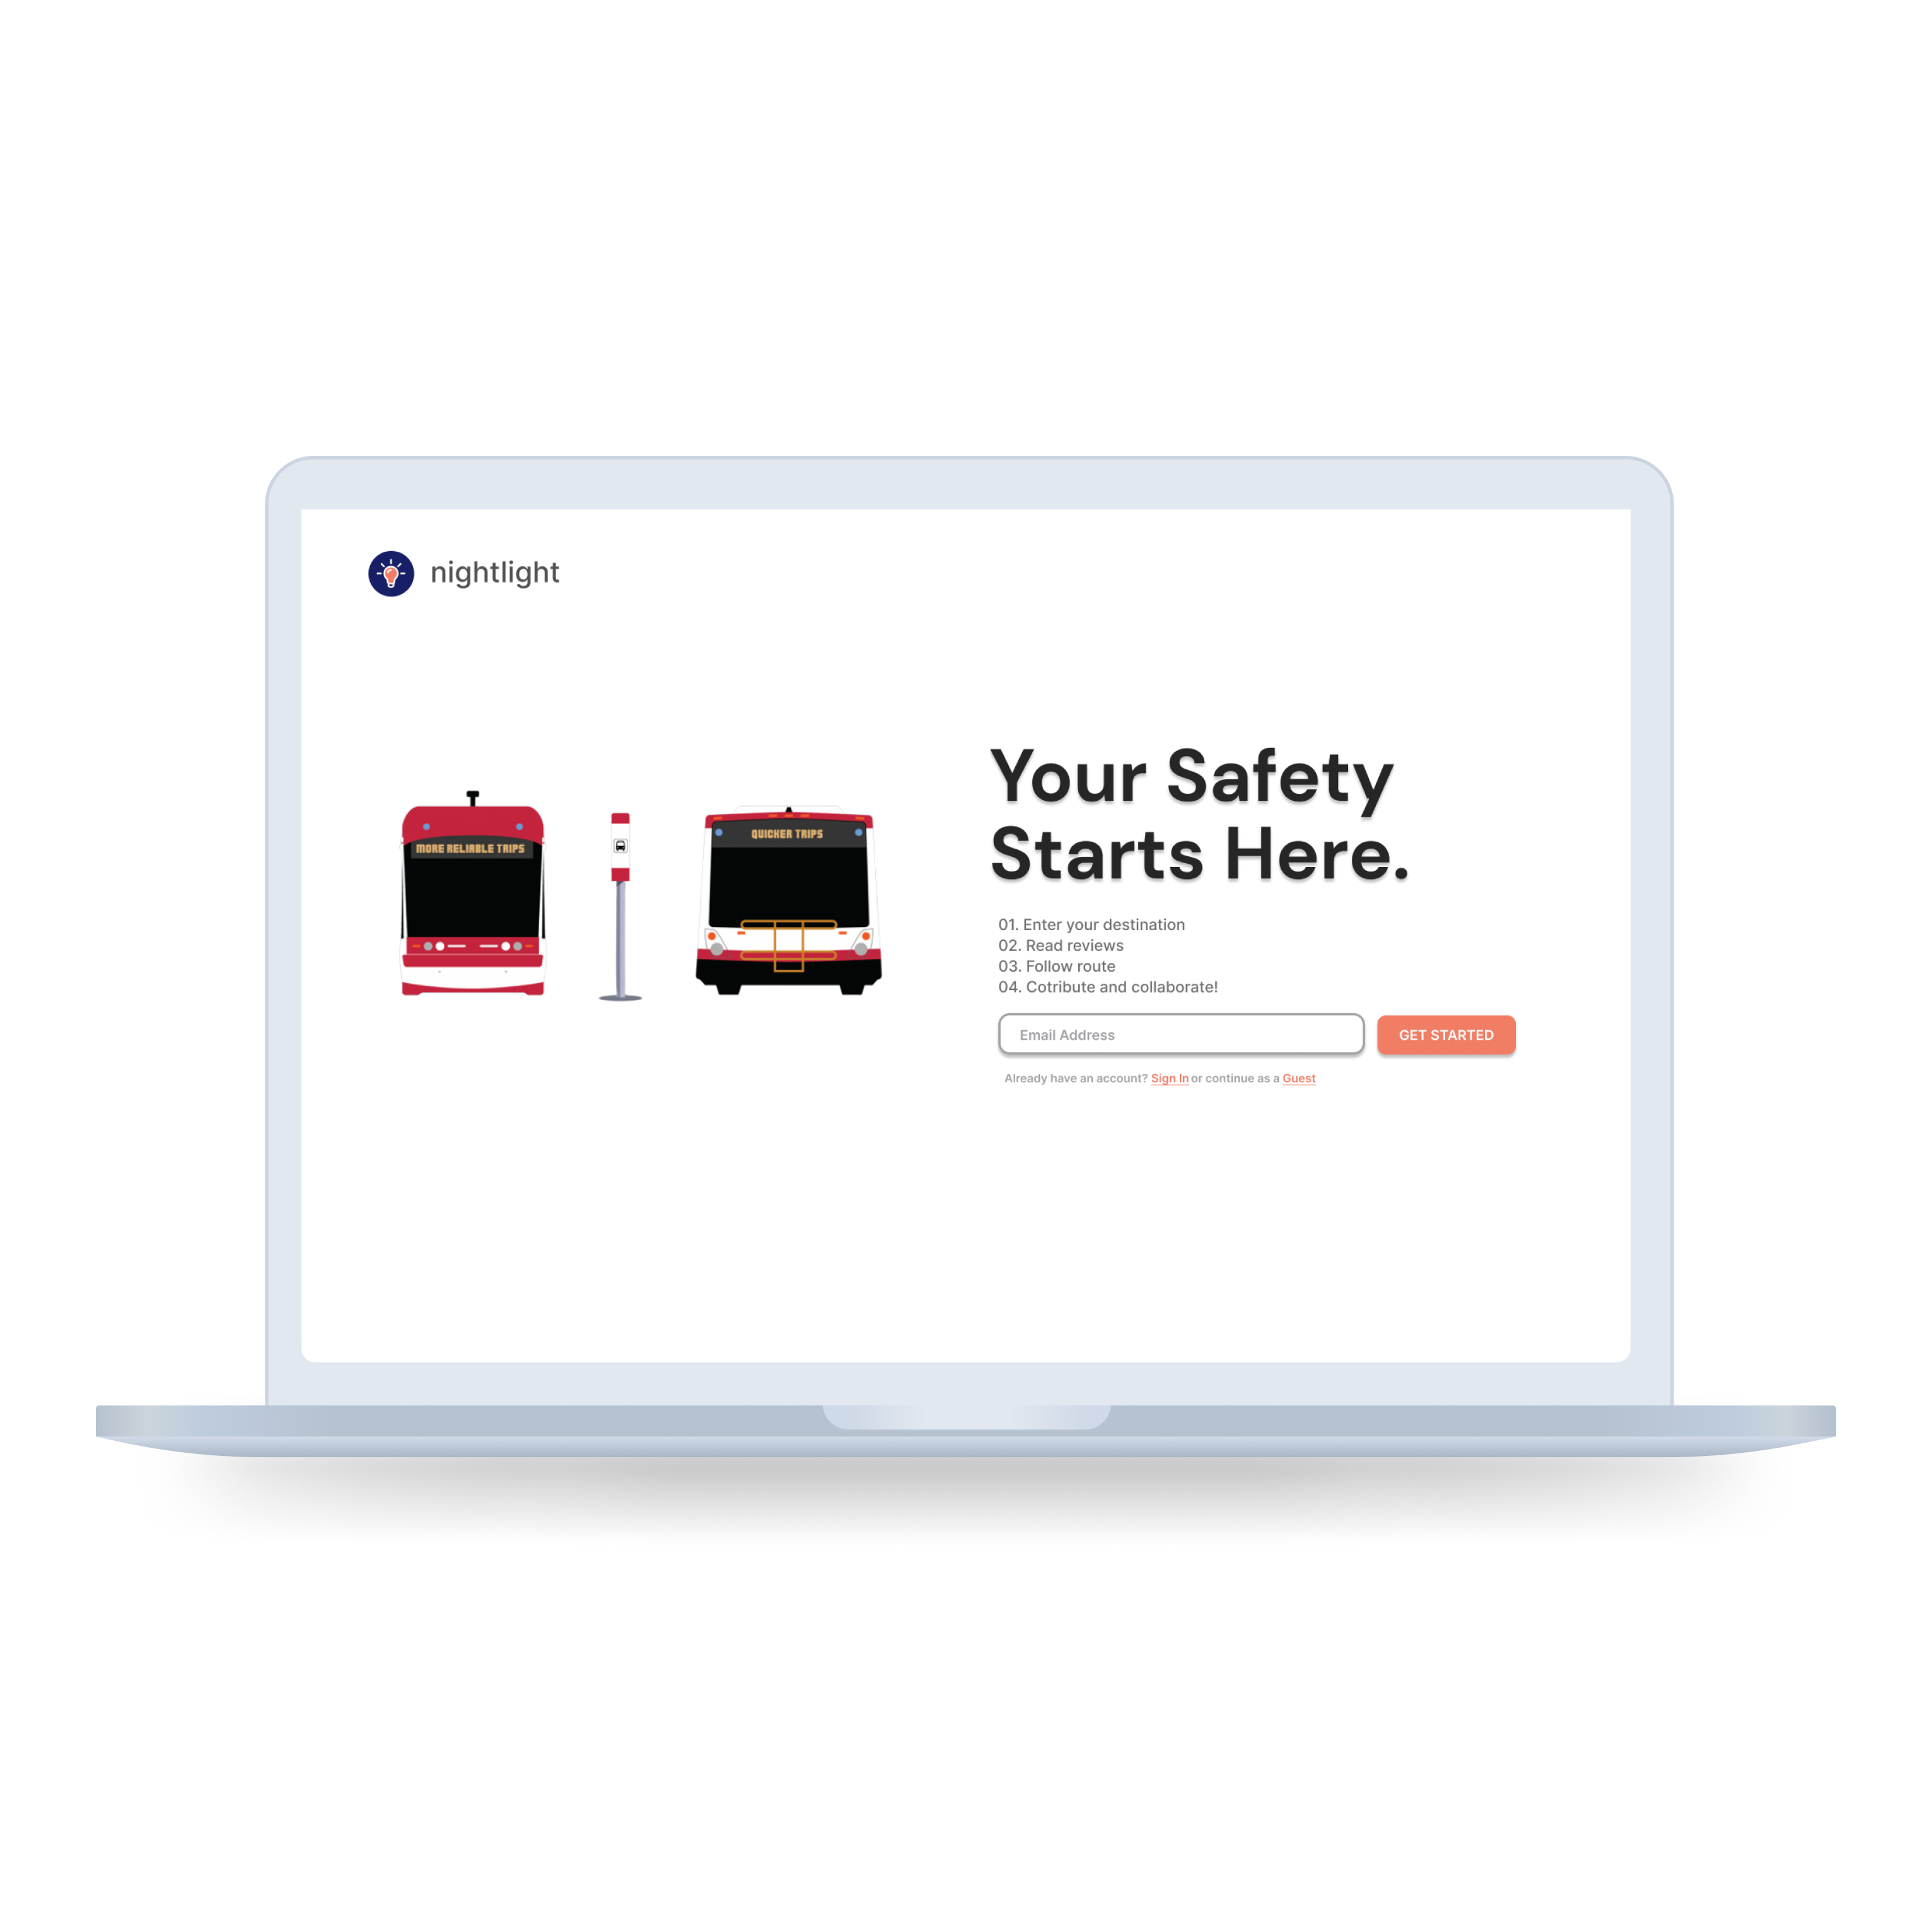 nightlight
MORE RELIABLE TRIPS
QUICKER TRIPS
Your Safety
Starts Here.
01. Enter your destination
02. Read reviews
03. Follow route
04. Cotribute and collaborate!
Email Address
GET STARTED
Already have an account? Sign In or continue as a Guest